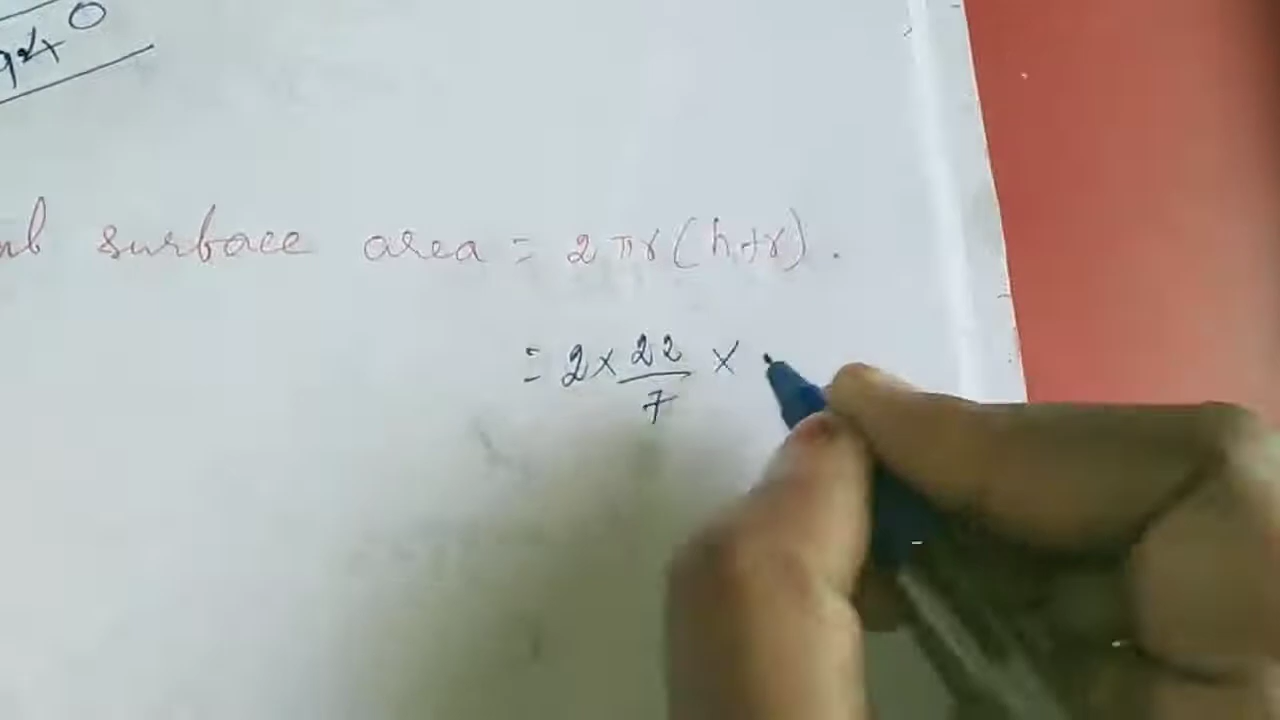 surface area = 2πr(h+r).
= 2 × 22/7 ×